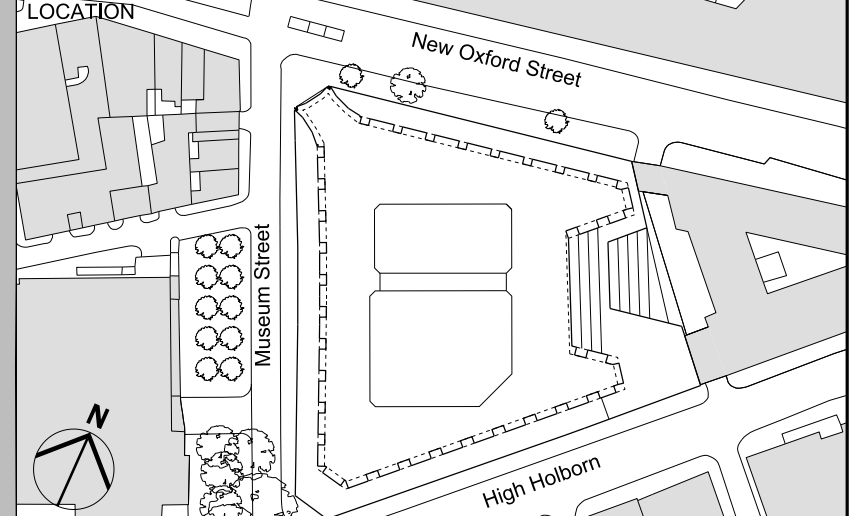 LOCATION
New Oxford Street
Museum Street
N
High Holborn